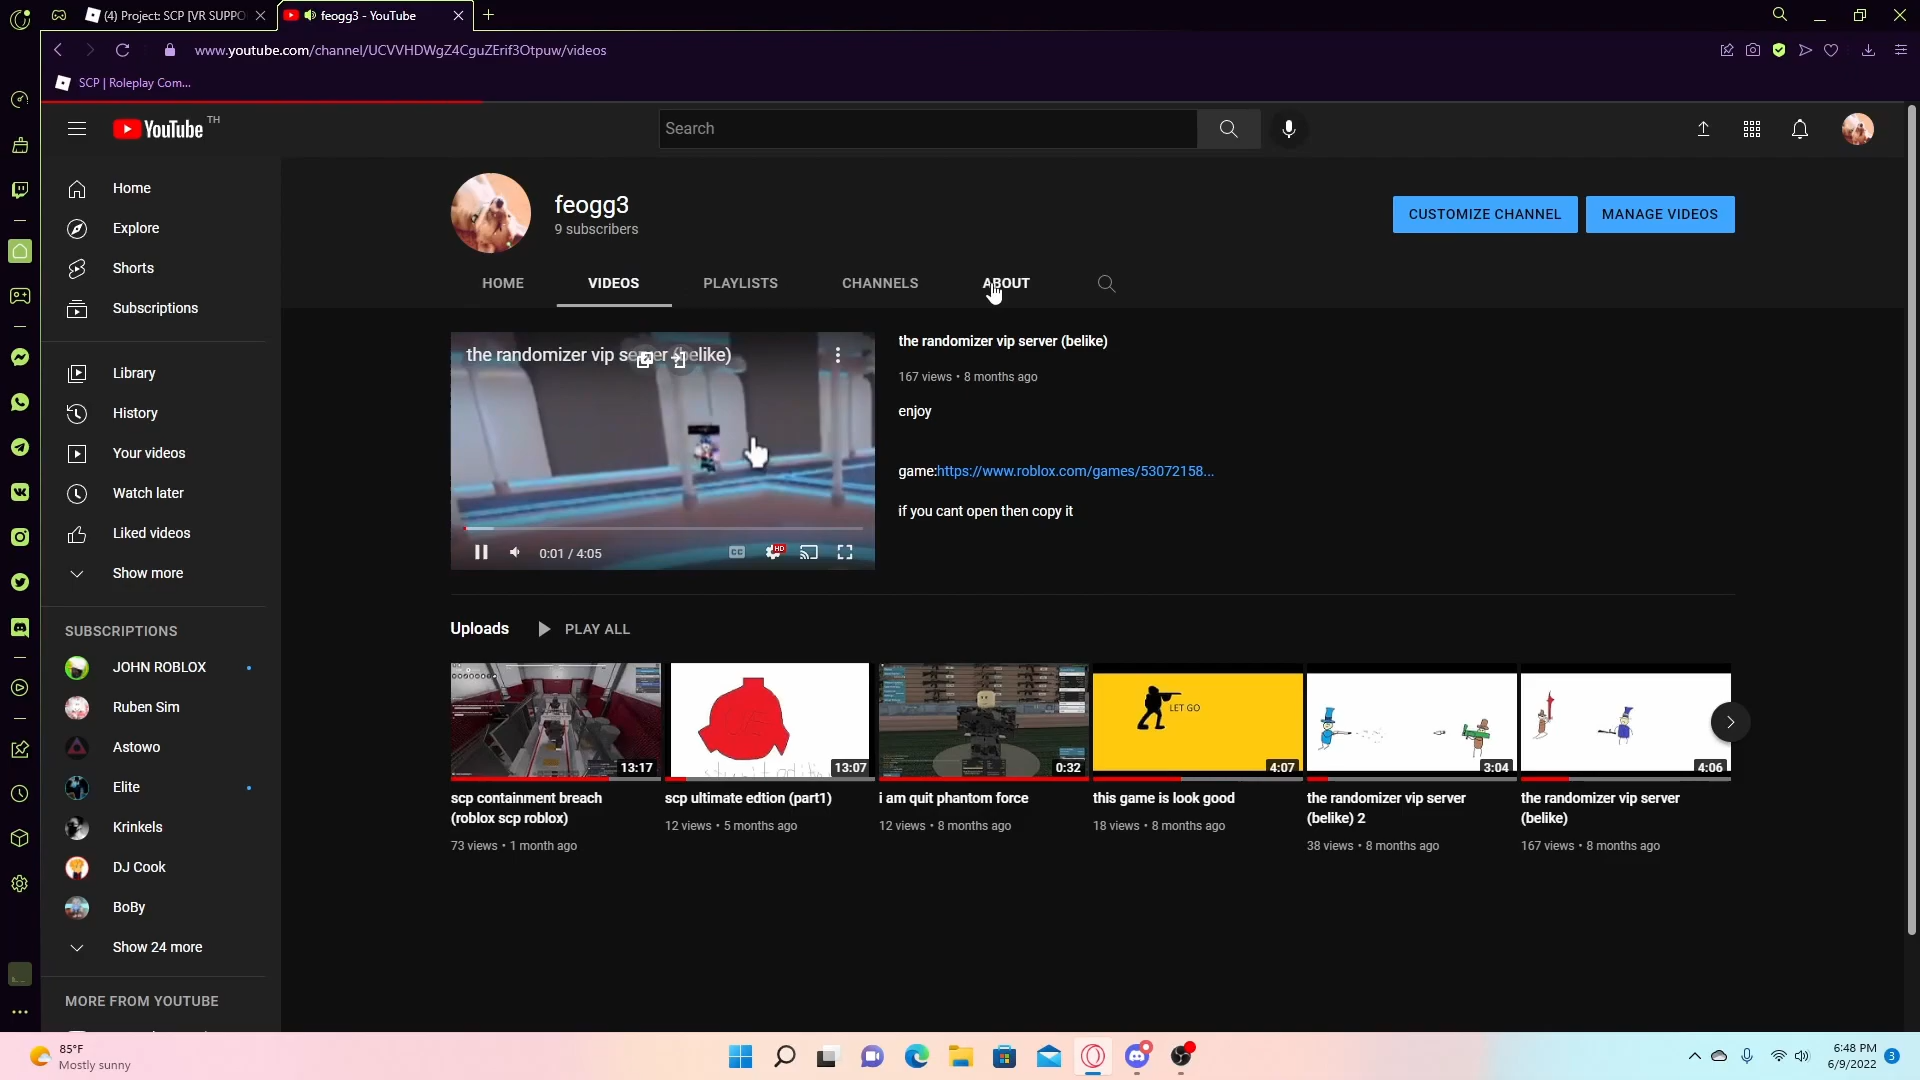 (4) Project: SCP [VR SUPPO
feogg3 - YouTube
www.youtube.com/channel/UCVVHDWgZ4CguZErif3Otpuw/videos
SCP | Roleplay Com...
YouTube TH
Search
Home
Explore
Shorts
Subscriptions
Library
History
Your videos
Watch later
Liked videos
Show more
SUBSCRIPTIONS
JOHN ROBLOX
Ruben Sim
Astowo
Elite
Krinkels
DJ Cook
BoBy
Show 24 more
MORE FROM YOUTUBE
feogg3
9 subscribers
CUSTOMIZE CHANNEL
MANAGE VIDEOS
HOME
VIDEOS
PLAYLISTS
CHANNELS
ABOUT
the randomizer vip server (belike)
CC
HD
0:01 / 4:05
the randomizer vip server (belike)
167 views • 8 months ago
enjoy
game:https://www.roblox.com/games/53072158...
if you cant open then copy it
Uploads
PLAY ALL
13:17
scp containment breach
(roblox scp roblox)
73 views • 1 month ago
13:07
scp ultimate edtion (part1)
12 views • 5 months ago
0:32
i am quit phantom force
12 views • 8 months ago
LET GO
4:07
this game is look good
18 views • 8 months ago
3:04
the randomizer vip server
(belike) 2
38 views • 8 months ago
4:06
the randomizer vip server
(belike)
167 views • 8 months ago
85°F
Mostly sunny
6:48 PM
6/9/2022
3